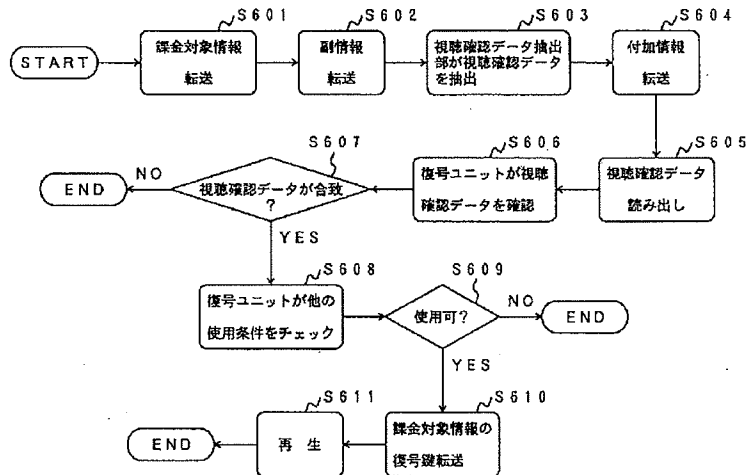 S601
S602
S603
S604
START
課金対象情報
転送
副情報
転送
視聴確認データ抽出
部が視聴確認データ
を抽出
付加情報
転送
S607
S606
S605
END
NO
視聴確認データが合致
?
復号ユニットが視聴
確認データを確認
視聴確認データ
読み出し
YES
S608
S609
復号ユニットが他の
使用条件をチェック
使用可?
NO
END
YES
S611
S610
END
再 生
課金対象情報の
復号鍵転送